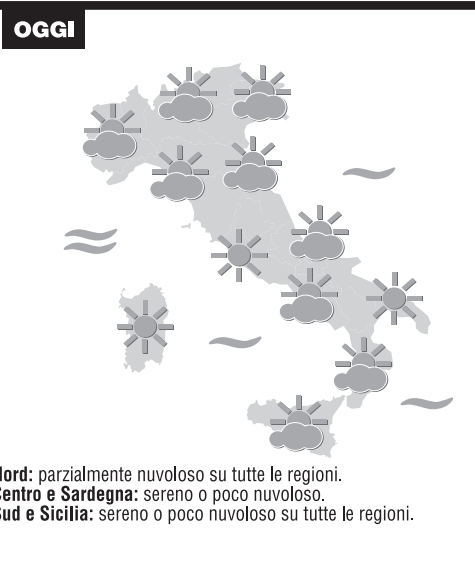 OGGI
Nord: parzialmente nuvoloso su tutte le regioni.
Centro e Sardegna: sereno o poco nuvoloso.
Sud e Sicilia: sereno o poco nuvoloso su tutte le regioni.